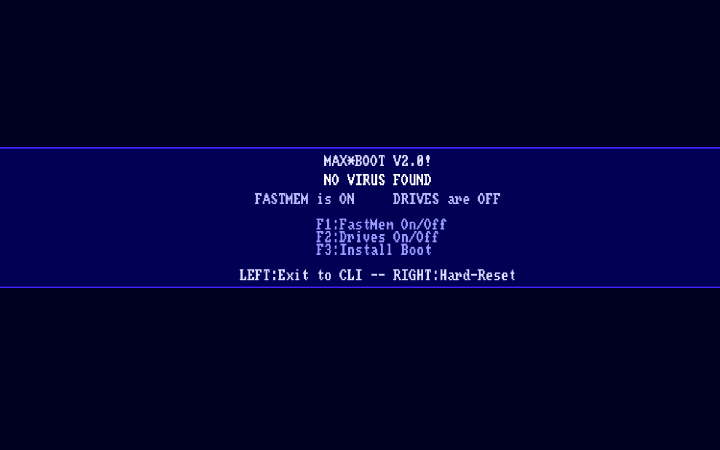 MAX*BOOT V2.0!
NO VIRUS FOUND
FASTMEM is ON     DRIVES are OFF
F1:FastMem On/Off
F2:Drives On/Off
F3:Install Boot
LEFT:Exit to CLI -- RIGHT:Hard-Reset